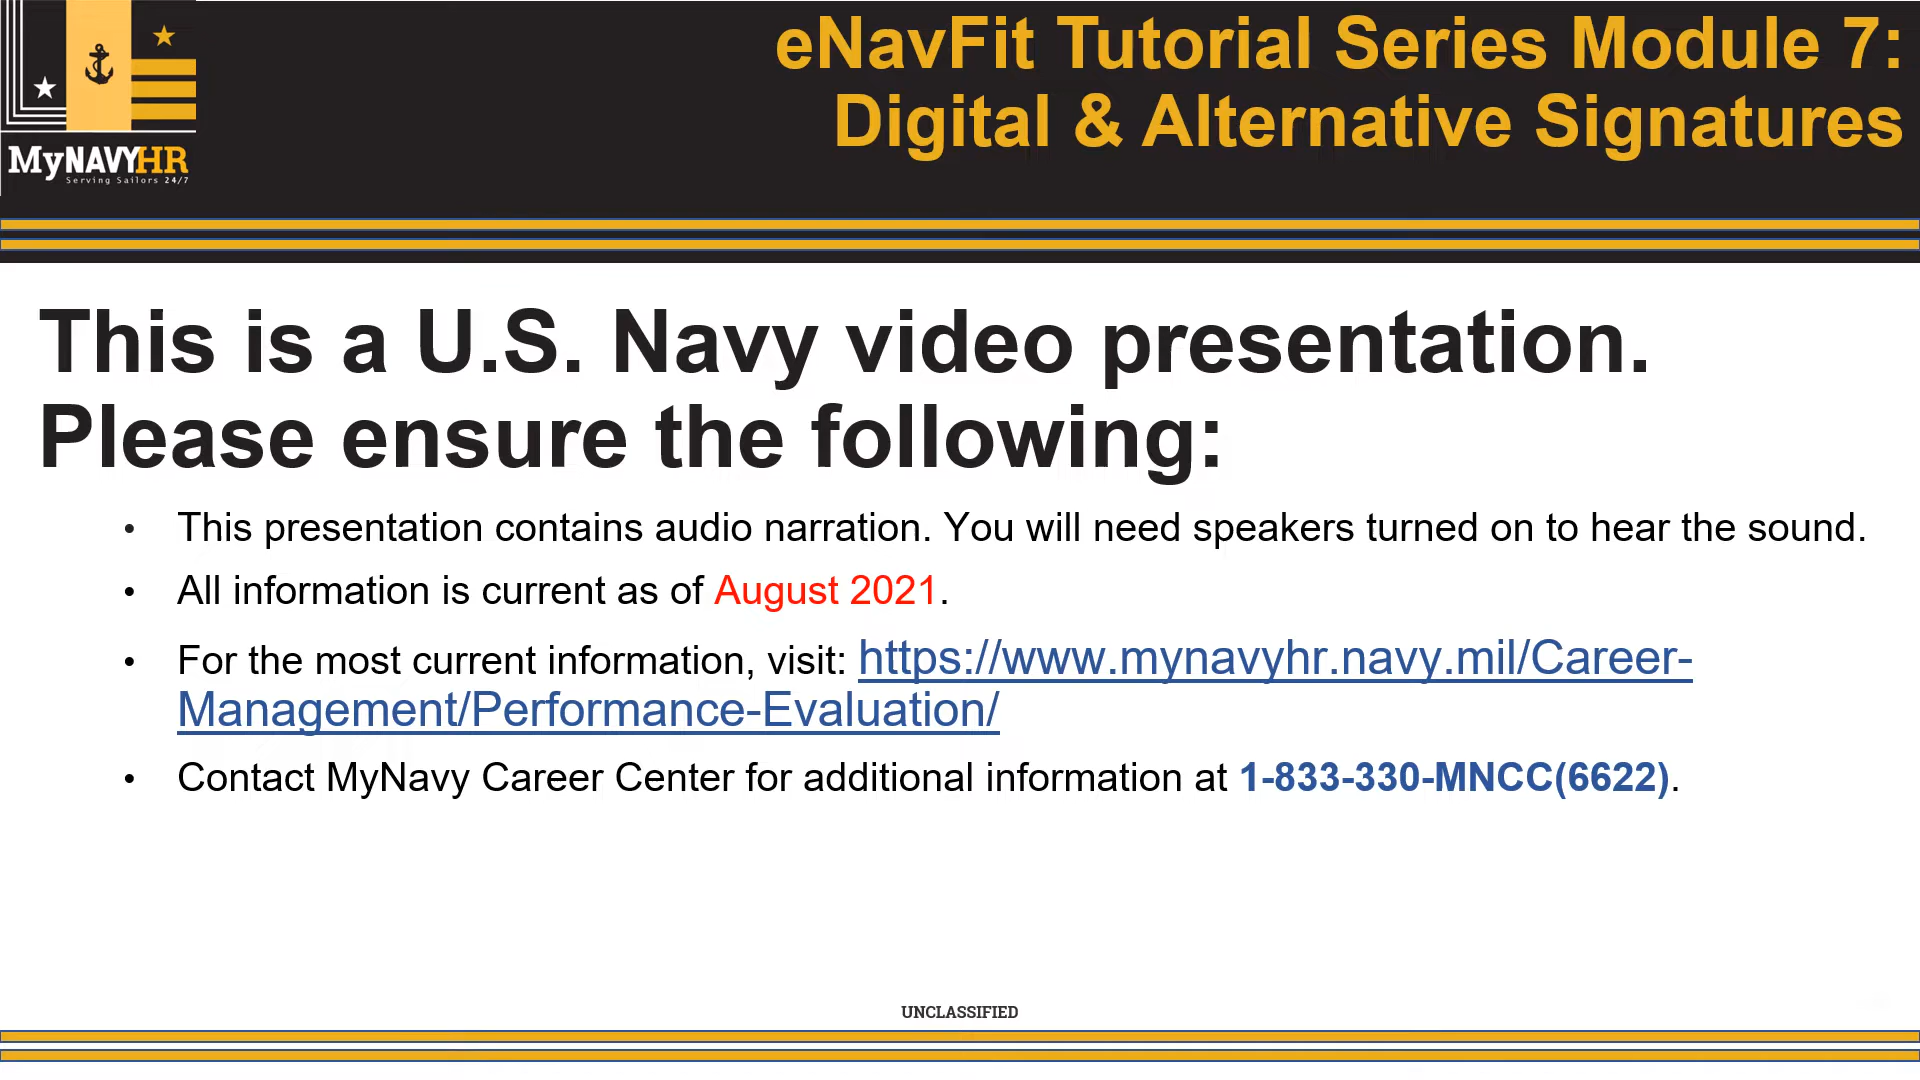 eNavFit Tutorial Series Module 7:
Digital & Alternative Signatures
MyNAVYHR
Serving Sailors 24/7
This is a U.S. Navy video presentation.
Please ensure the following:
• This presentation contains audio narration. You will need speakers turned on to hear the sound.
• All information is current as of August 2021.
• For the most current information, visit: https://www.mynavyhr.navy.mil/Career-
Management/Performance-Evaluation/
• Contact MyNavy Career Center for additional information at 1-833-330-MNCC(6622).
UNCLASSIFIED